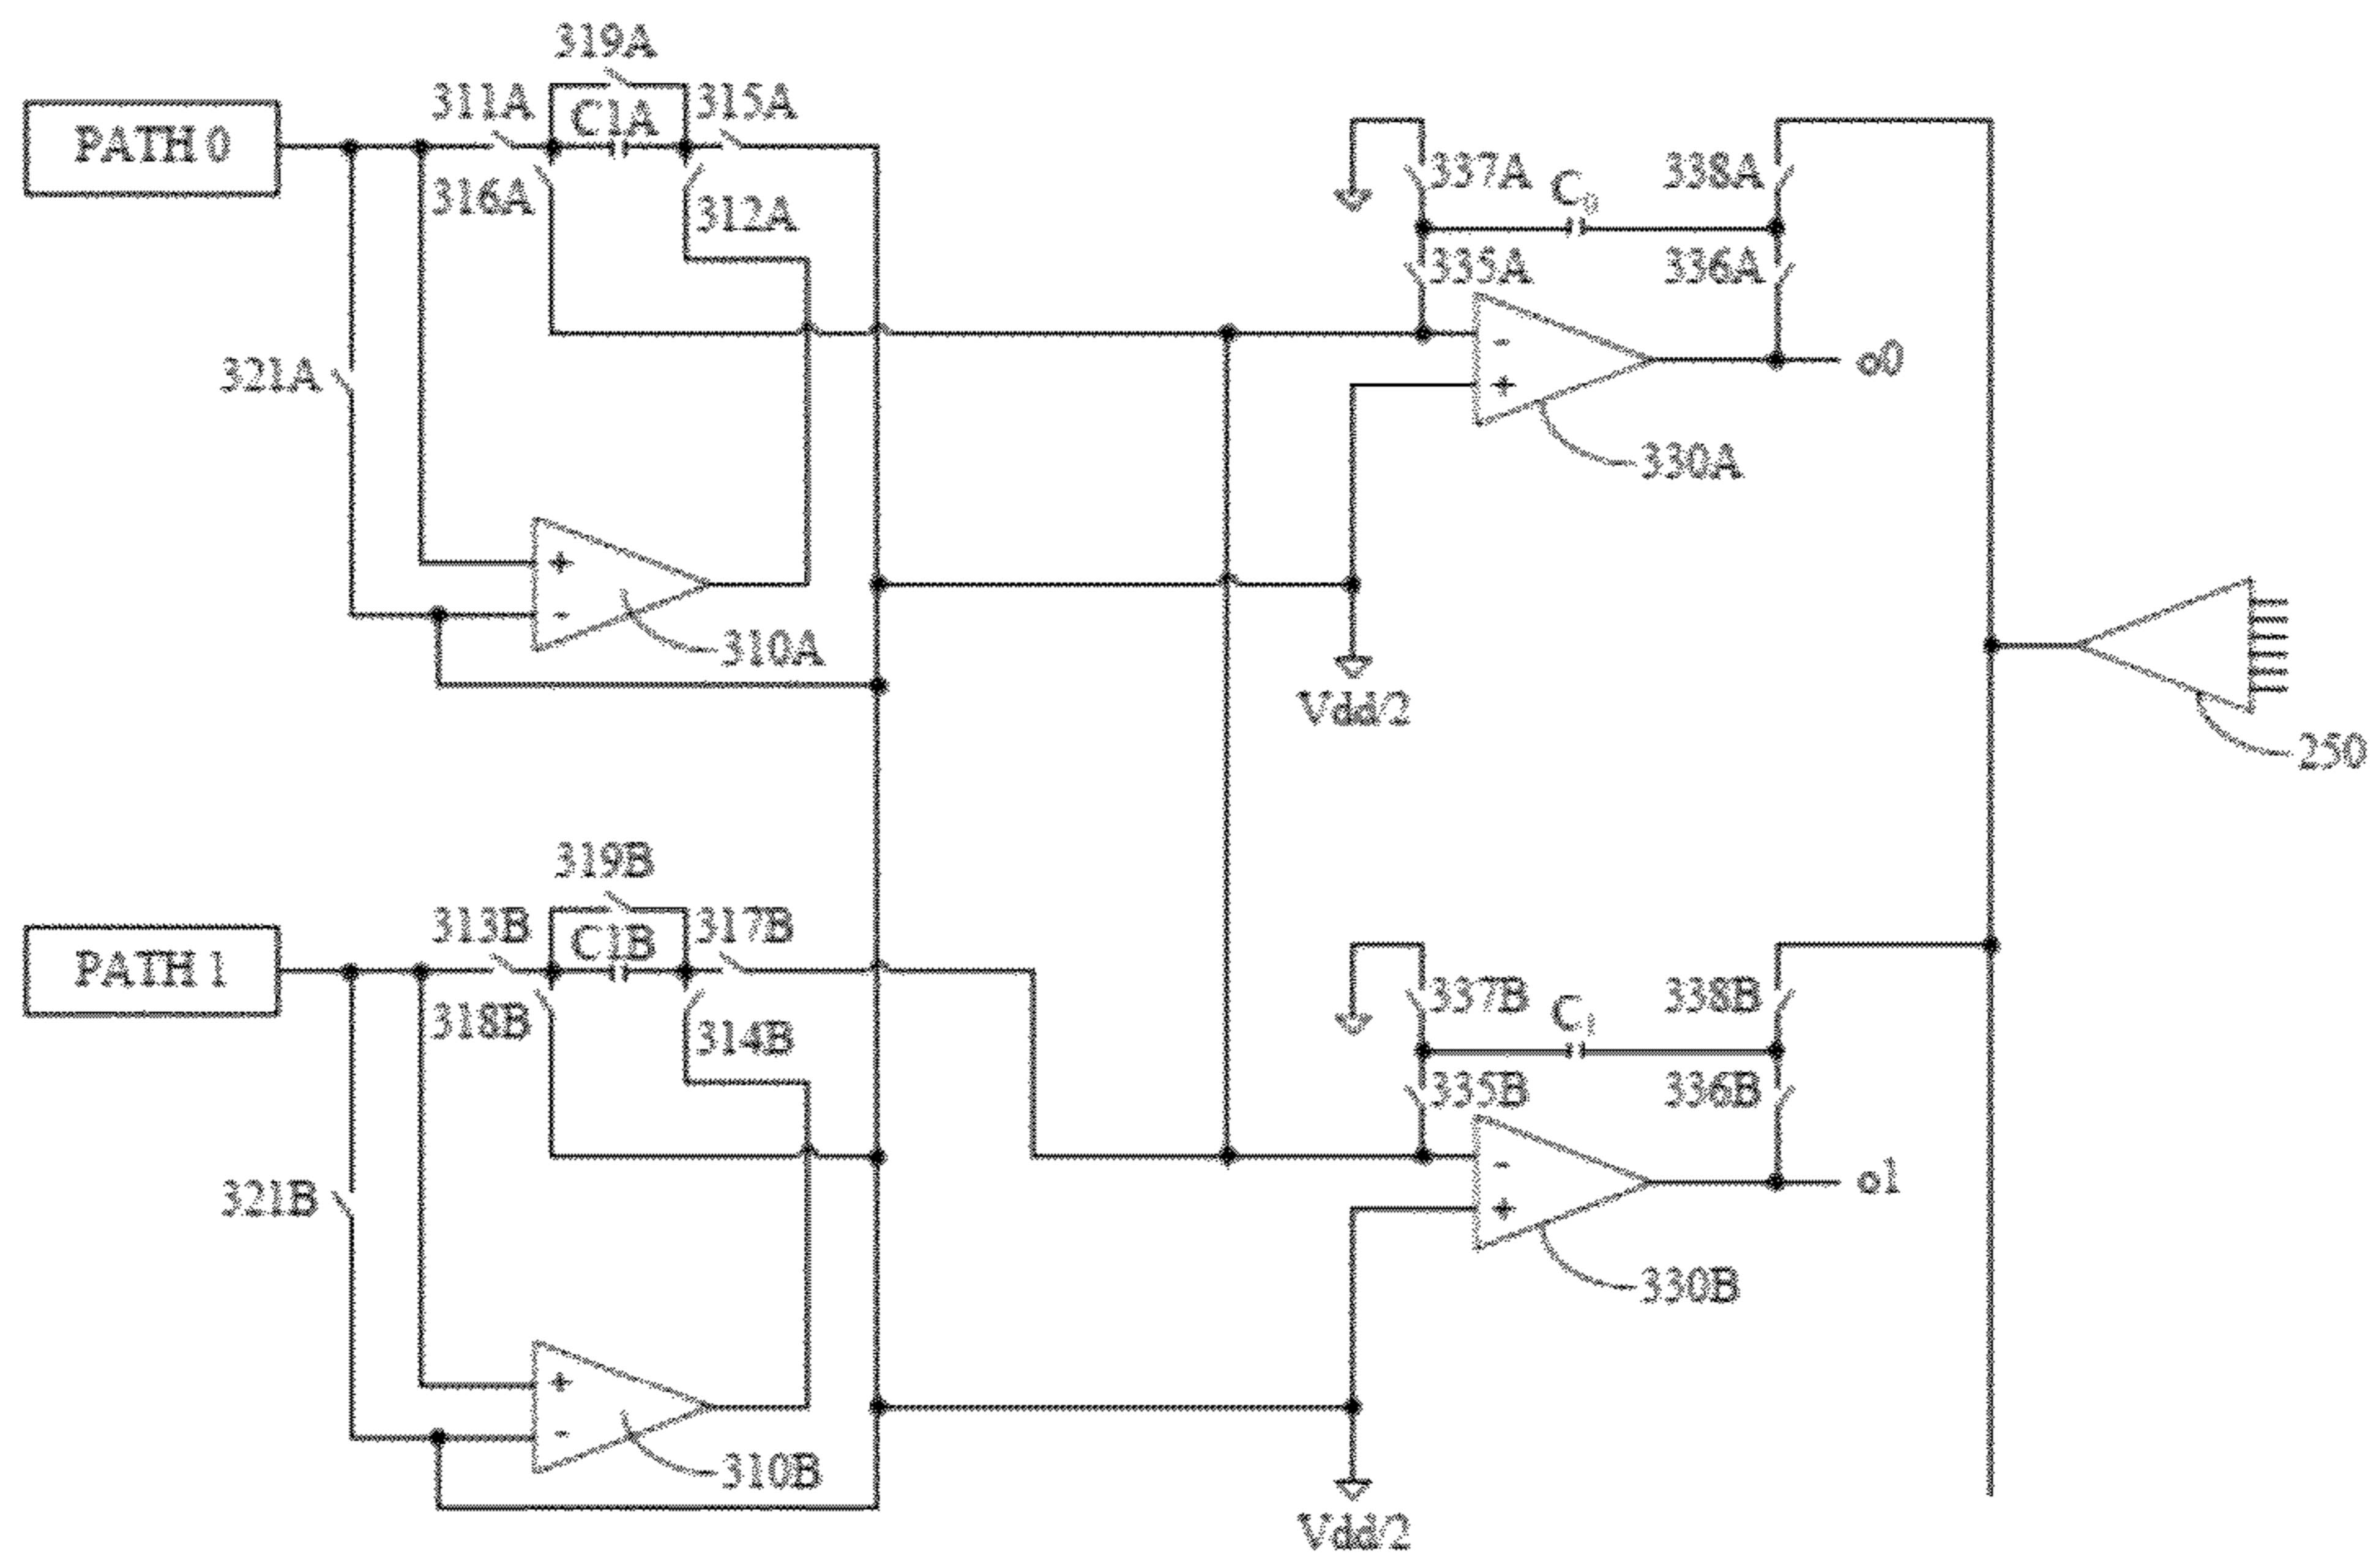 319A
311A
C1A
315A
PATH 0
316A
312A
337A
C0
338A
335A
336A
321A
-
+
o0
330A
+
-
310A
Vdd/2
250
319B
313B
C1B
317B
PATH 1
318B
314B
337B
C1
338B
335B
336B
321B
-
+
o1
330B
+
-
310B
Vdd/2